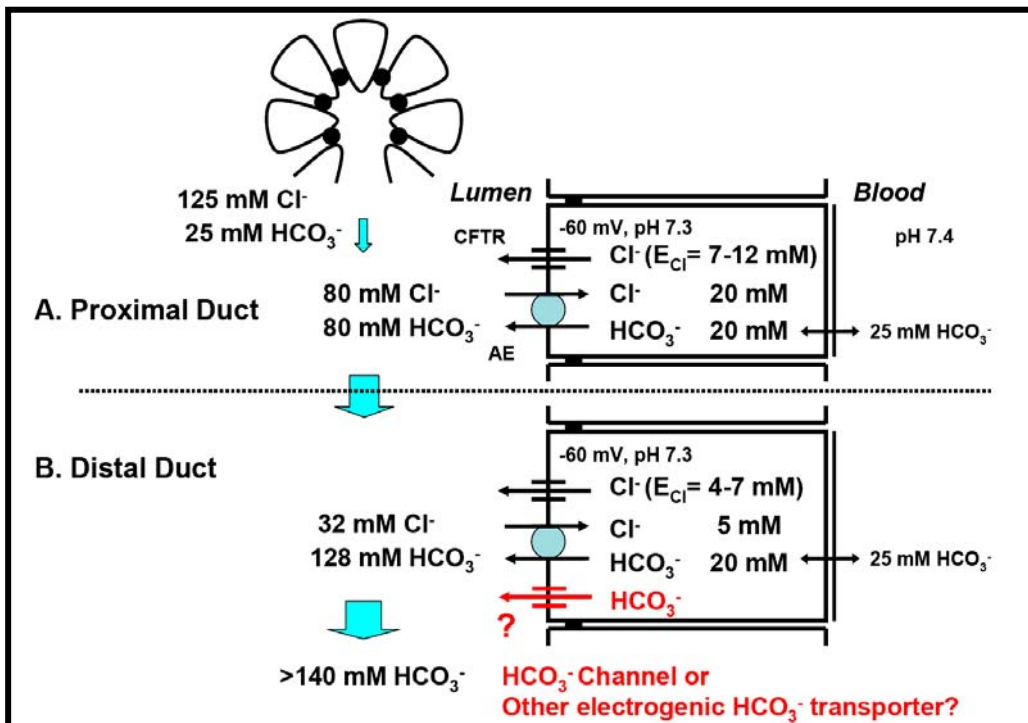 125 mM Cl⁻
25 mM HCO₃⁻
Lumen
Blood
-60 mV, pH 7.3
pH 7.4
CFTR
Cl⁻ (E_Cl= 7-12 mM)
A. Proximal Duct
80 mM Cl⁻
Cl⁻ 20 mM
80 mM HCO₃⁻
HCO₃⁻ 20 mM
25 mM HCO₃⁻
AE
B. Distal Duct
-60 mV, pH 7.3
Cl⁻ (E_Cl= 4-7 mM)
32 mM Cl⁻
Cl⁻ 5 mM
128 mM HCO₃⁻
HCO₃⁻ 20 mM
25 mM HCO₃⁻
HCO₃⁻
?
>140 mM HCO₃⁻
HCO₃⁻ Channel or
Other electrogenic HCO₃⁻ transporter?